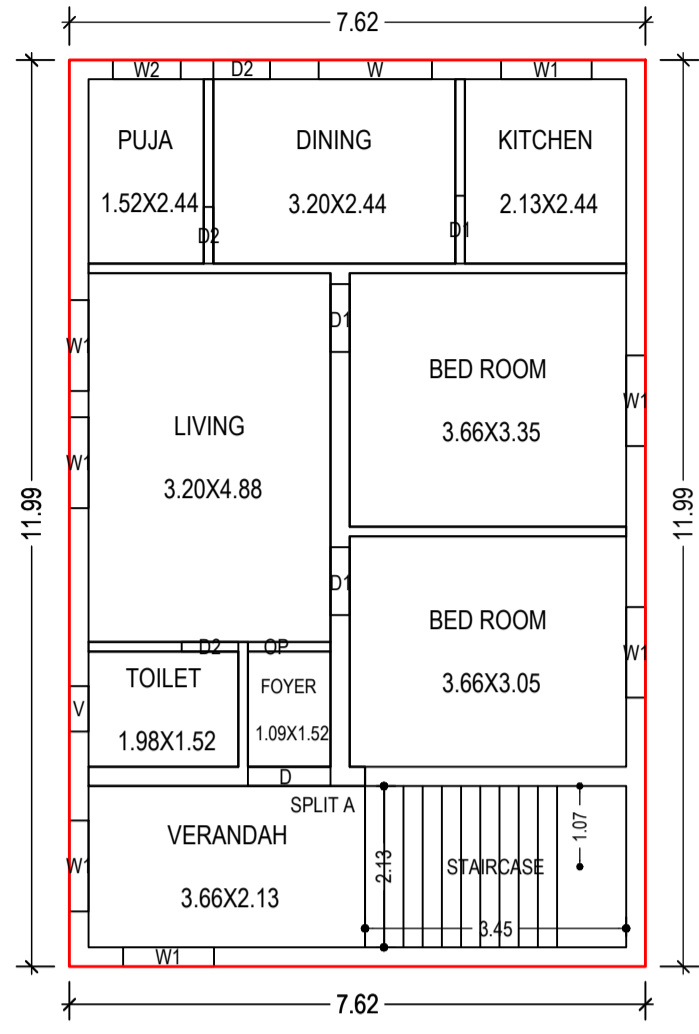 7.62
W2 D2 W W1
PUJA DINING KITCHEN
1.52X2.44 3.20X2.44 2.13X2.44
D2 D1
D1
W1
BED ROOM
W1
LIVING
3.66X3.35
W1
3.20X4.88
11.99
11.99
D1
BED ROOM
D2 OP
W1
TOILET FOYER
3.66X3.05
V
1.98X1.52 1.09X1.52
D
SPLIT A
VERANDAH
1.07
W1
2.13
STAIRCASE
3.66X2.13
3.45
W1
7.62